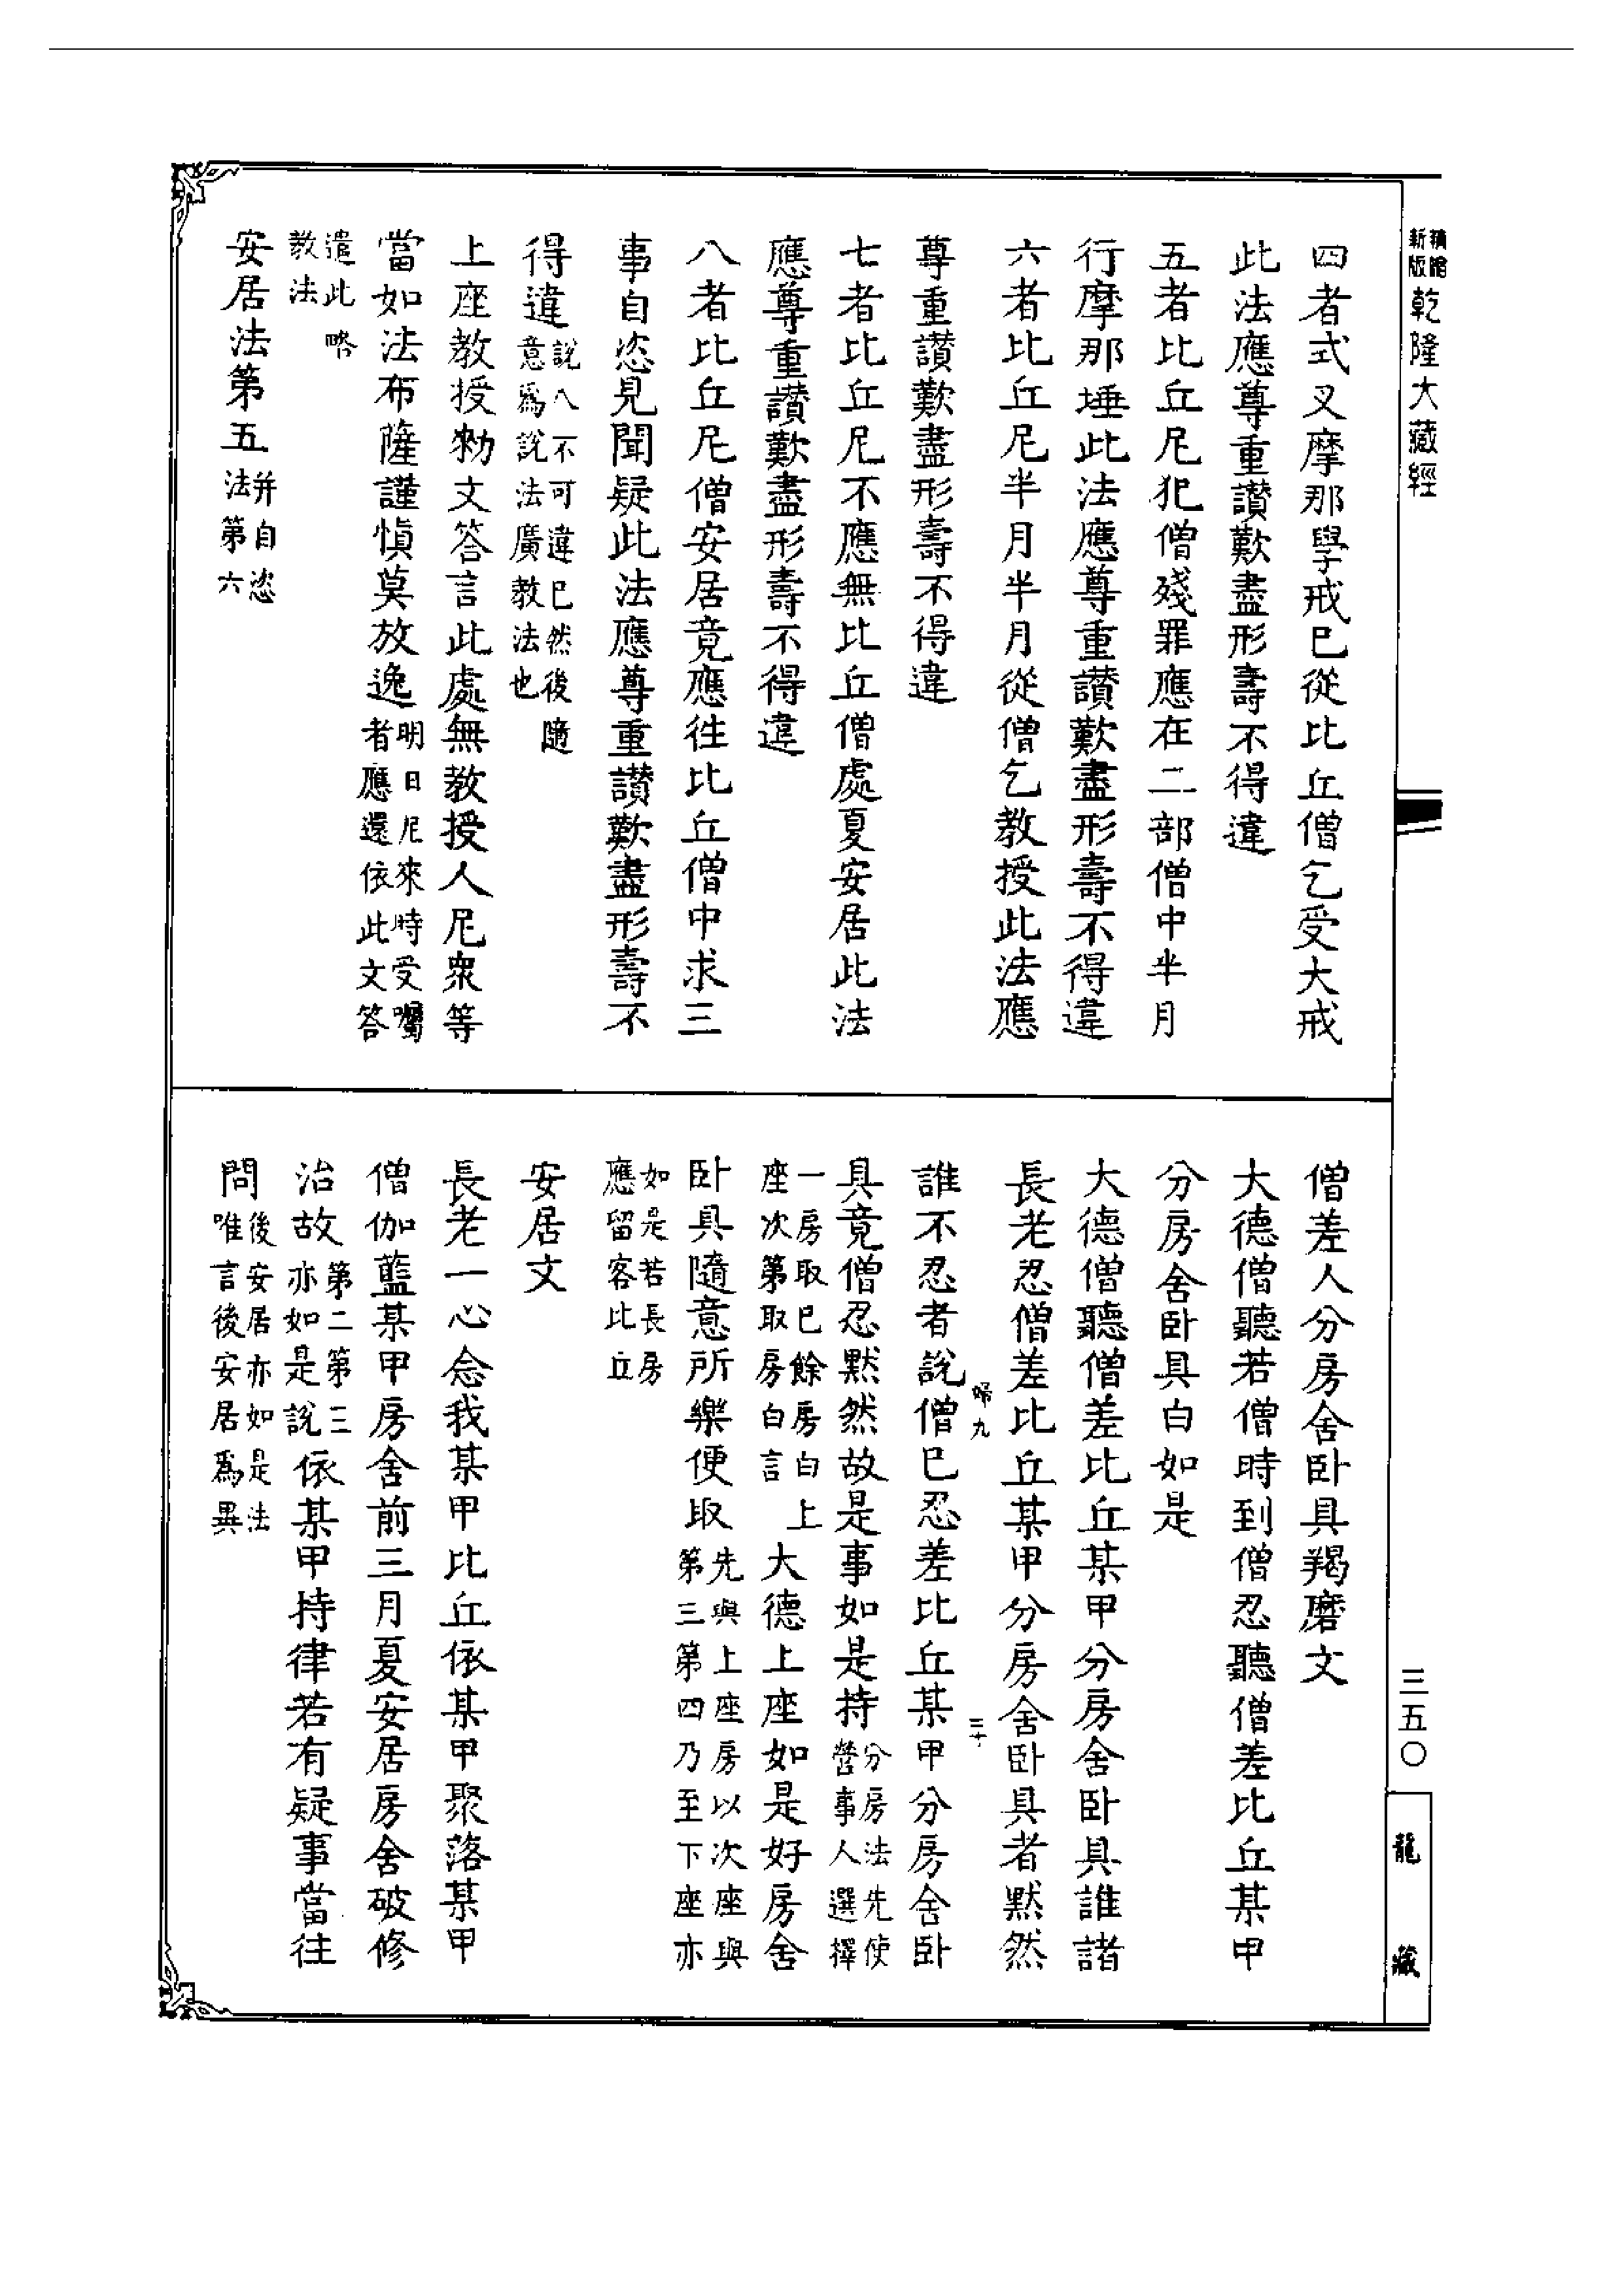 新版
乾隆大藏經
四者式叉摩那學戒已從比丘僧乞受大戒
此法應尊重讚歎盡形壽不得違
五者比丘尼犯僧殘罪應在二部僧中半月
行摩那埵此法應尊重讚歎盡形壽不得違
六者比丘尼半月半月從僧乞教授此法應
尊重讚歎盡形壽不得違
七者比丘尼不應無比丘僧處夏安居此法
應尊重讚歎盡形壽不得違
八者比丘尼僧安居竟應往比丘僧中求三
事自恣見聞疑此法應尊重讚歎盡形壽不
得違說八不可違已然後隨意為說法廣教法也
上座教授勑文答言此處無教授人尼眾等
當如法布薩謹慎莫放逸明日尼來時受囑者應還依此文答
遣此略教法
安居法第五并自恣法第六
僧差人分房舍卧具羯磨文
大德僧聽若僧時到僧忍聽僧差比丘某甲
分房舍卧具白如是
大德僧聽僧差比丘某甲分房舍卧具誰諸
長老忍僧差比丘某甲分房舍卧具者默然
婦九
三十
誰不忍者說僧已忍差比丘某甲分房舍卧
具竟僧忍默然故是事如是持分房法先使營事人選擇
一房取已餘房白上座次第取房白言大德上座如是好房舍
卧具隨意所樂便取先與上座房以次座與第三第四乃至下座亦
如是若長房應留客比丘
安居文
長老一心念我某甲比丘依某甲聚落某甲
僧伽藍某甲房舍前三月夏安居房舍破修
治故第二第三亦如是說依某甲持律若有疑事當往
問後安居亦如是法唯言後安居為異
三五〇
龍藏